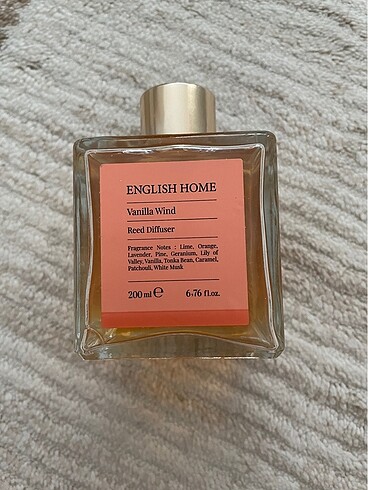 ENGLISH HOME
Vanilla Wind
Reed Diffuser
Fragrance Notes : Lime, Orange,
Lavender, Pine, Geranium, Lily of
Valley, Vanilla, Tonka Bean, Caramel,
Patchouli, White Musk
200 ml ℮ 6.76 fl.oz.